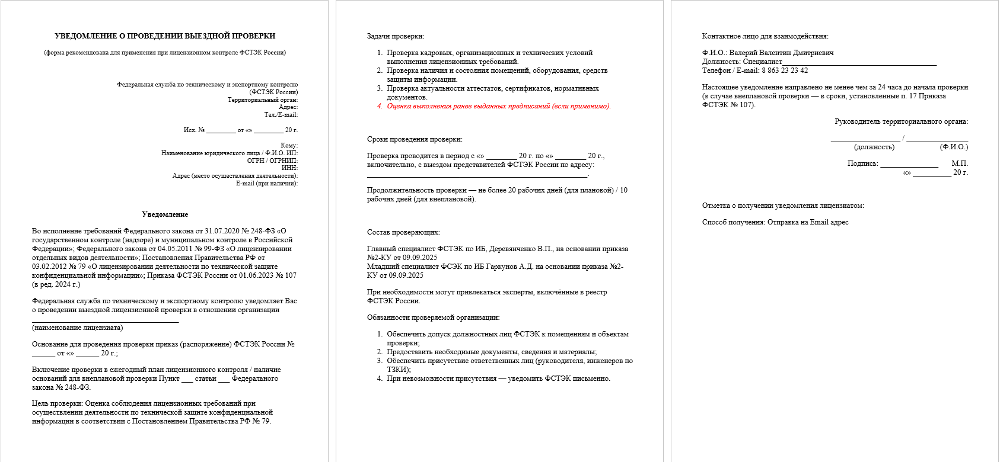 УВЕДОМЛЕНИЕ О ПРОВЕДЕНИИ ВЫЕЗДНОЙ ПРОВЕРКИ
(форма рекомендована для применения при лицензионном контроле ФСТЭК России)
Федеральная служба по техническому и экспортному контролю
(ФСТЭК России)
Территориальный орган:
Адрес:
Тел./E-mail:
Исх. № _________ от «» _________ 20 г.
Кому:
Наименование юридического лица / Ф.И.О. ИП:
ОГРН / ОГРНИП:
ИНН:
Адрес (место осуществления деятельности):
E-mail (при наличии):
Уведомление
Во исполнение требований Федерального закона от 31.07.2020 № 248-ФЗ «О
государственном контроле (надзоре) и муниципальном контроле в Российской
Федерации»; Федерального закона от 04.05.2011 № 99-ФЗ «О лицензировании
отдельных видов деятельности»; Постановления Правительства РФ от
03.02.2012 № 79 «О лицензировании деятельности по технической защите
конфиденциальной информации»; Приказа ФСТЭК России от 01.06.2023 № 107
(в ред. 2024 г.)
Федеральная служба по техническому и экспортному контролю уведомляет Вас
о проведении выездной лицензионной проверки в отношении организации
______________________________________
(наименование лицензиата)
Основание для проведения проверки приказ (распоряжение) ФСТЭК России №
______ от «» ______ 20 г.;
Включение проверки в ежегодный план лицензионного контроля / наличие
оснований для внеплановой проверки Пункт ___ статьи ___ Федерального
закона № 248-ФЗ.
Цель проверки: Оценка соблюдения лицензионных требований при
осуществлении деятельности по технической защите конфиденциальной
информации в соответствии с Постановлением Правительства РФ № 79.
Задачи проверки:
1. Проверка кадровых, организационных и технических условий
выполнения лицензионных требований.
2. Проверка наличия и состояния помещений, оборудования, средств
защиты информации.
3. Проверка актуальности аттестатов, сертификатов, нормативных
документов.
4. Оценка выполнения ранее выданных предписаний (если применимо).
Сроки проведения проверки:
Проверка проводится в период с «» ________ 20 г. по «» ________ 20 г.,
включительно, с выездом представителей ФСТЭК России по адресу:
_________________________________________________________.
Продолжительность проверки — не более 20 рабочих дней (для плановой) / 10
рабочих дней (для внеплановой).
Состав проверяющих:
Главный специалист ФСТЭК по ИБ, Деревянченко В.П., на основании приказа
№2-КУ от 09.09.2025
Младший специалист ФСЭК по ИБ Гаркунов А.Д. на основании приказа №2-
КУ от 09.09.2025
При необходимости могут привлекаться эксперты, включённые в реестр
ФСТЭК России.
Обязанности проверяемой организации:
1. Обеспечить допуск должностных лиц ФСТЭК к помещениям и объектам
проверки;
2. Предоставить необходимые документы, сведения и материалы;
3. Обеспечить присутствие ответственных лиц (руководителя, инженеров по
ТЗКИ);
4. При невозможности присутствия — уведомить ФСТЭК письменно.
Контактное лицо для взаимодействия:
Ф.И.О.: Валерий Валентин Дмитриевич
Должность: Специалист________________________________________
Телефон / E-mail: 8 863 23 23 42
Настоящее уведомление направлено не менее чем за 24 часа до начала проверки
(в случае внеплановой проверки — в сроки, установленные п. 17 Приказа
ФСТЭК № 107).
Руководитель территориального органа:
__________________ / ________________
(должность) (Ф.И.О.)
Подпись: _______________ М.П.
«» __________ 20 г.
Отметка о получении уведомления лицензиатом:
Способ получения: Отправка на Email адрес